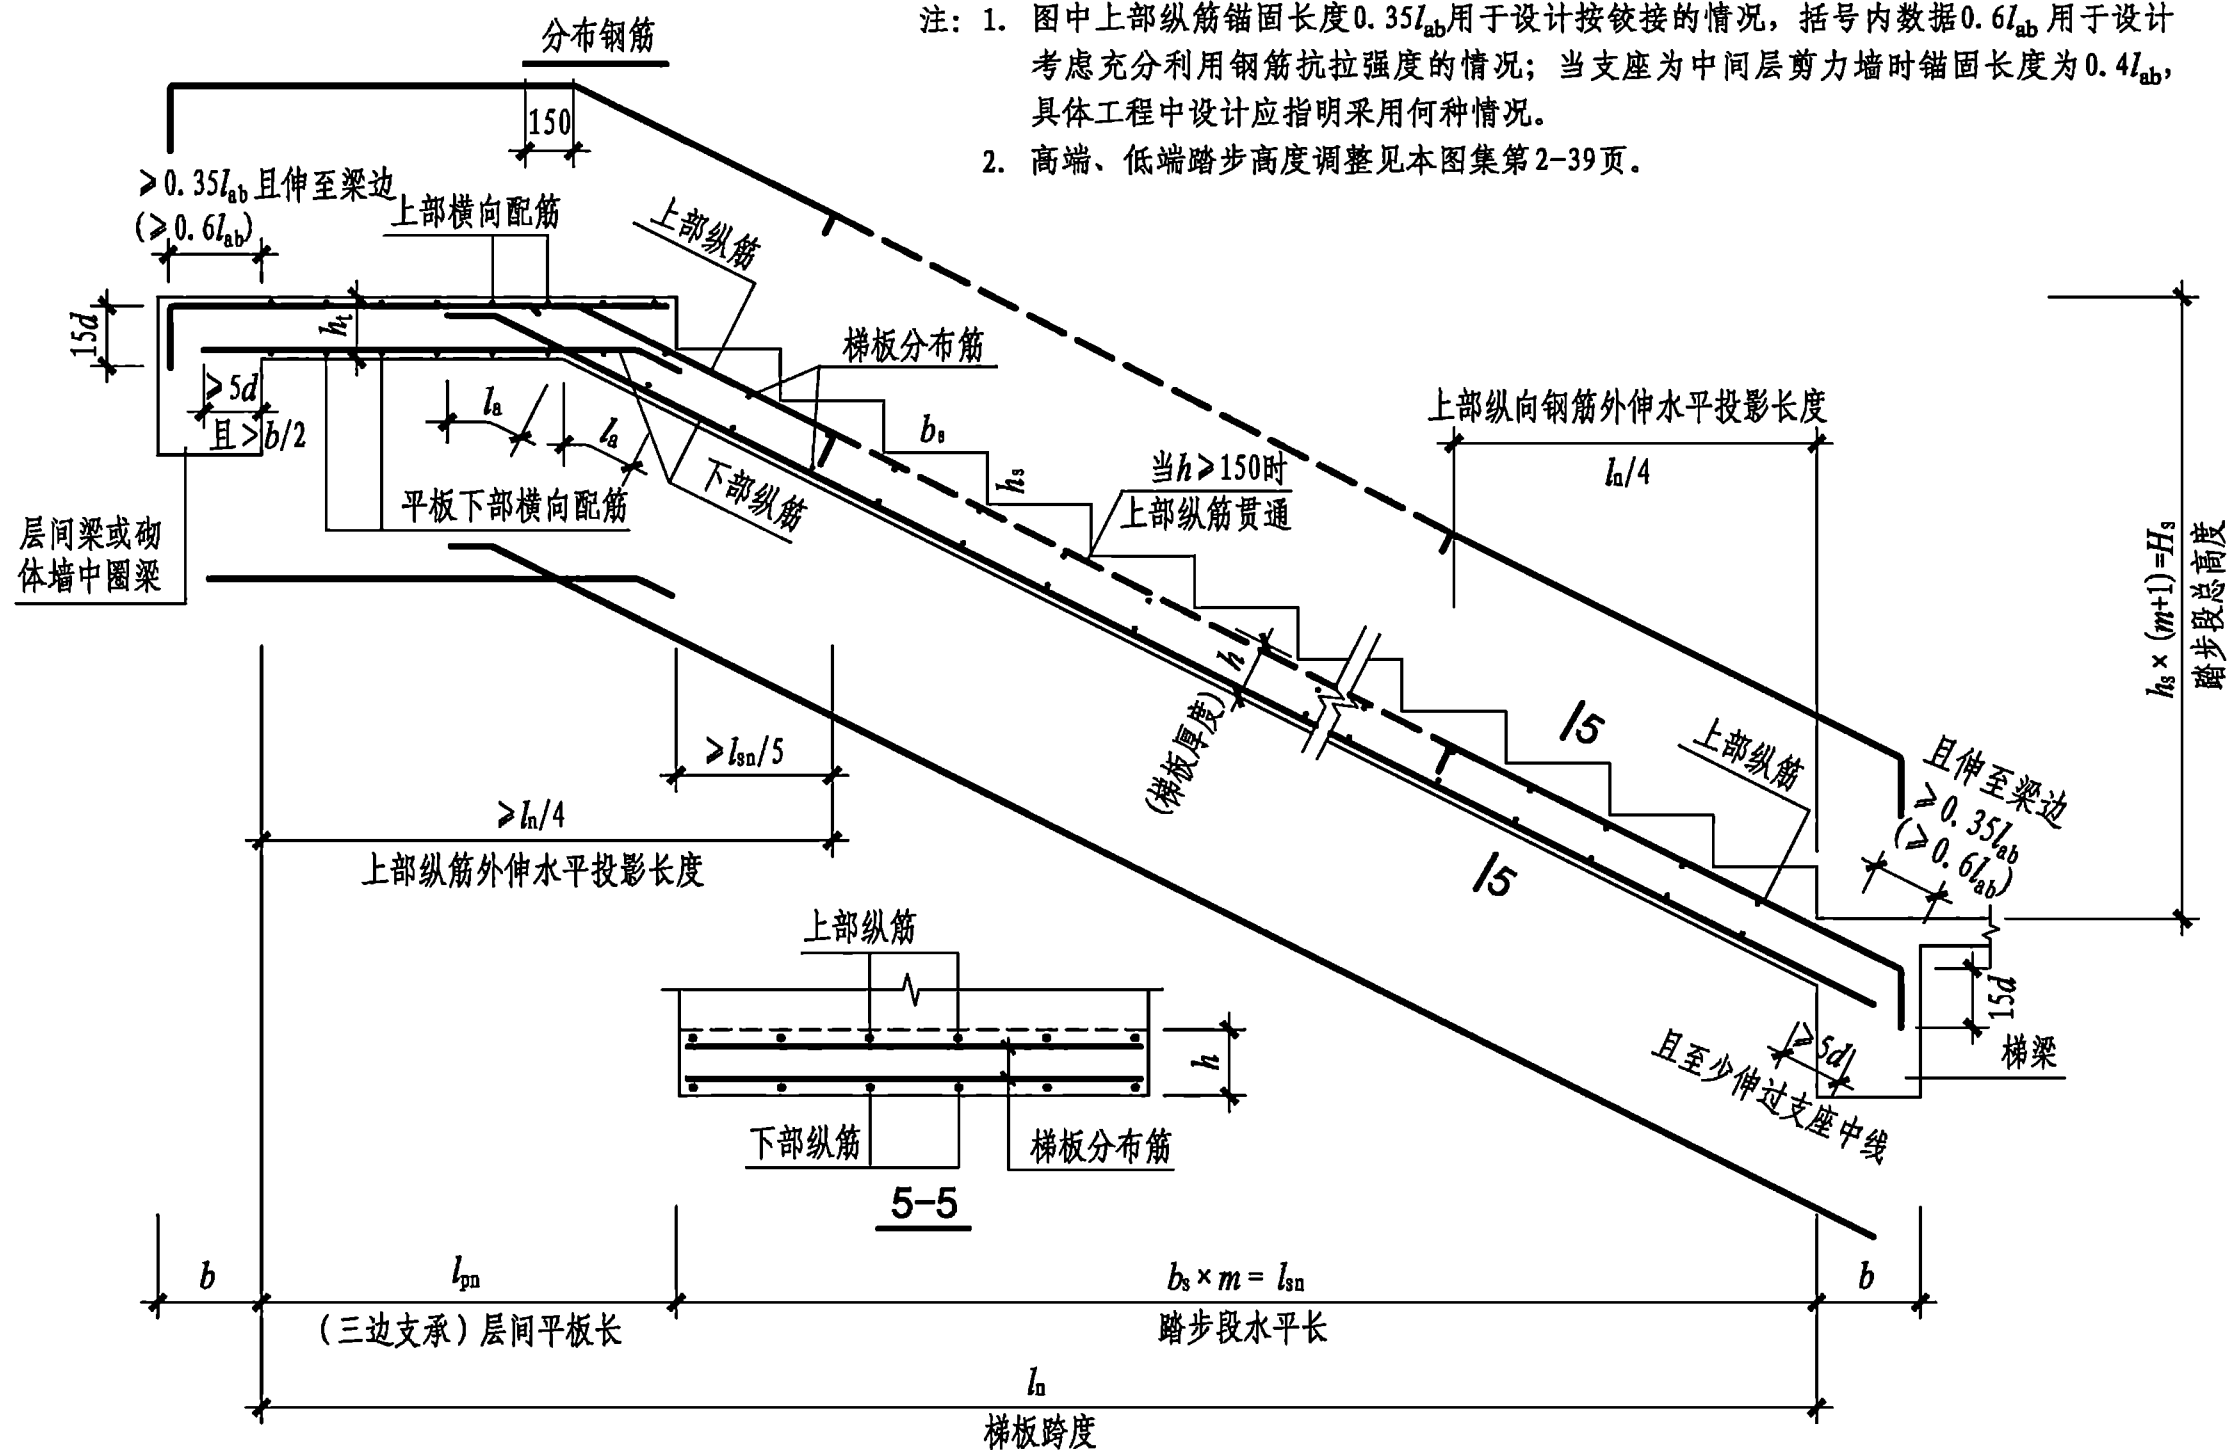 注：1. 图中上部纵筋锚固长度0.35lab用于设计按铰接的情况，括号内数据0.6lab 用于设计
考虑充分利用钢筋抗拉强度的情况；当支座为中间层剪力墙时锚固长度为0.4lab,
具体工程中设计应指明采用何种情况。
2. 高端、低端踏步高度调整见本图集第2-39页。
分布钢筋
150
≥0.35lab且伸至梁边
(≥0.6lab)
上部横向配筋
上部纵筋
15d
ht
梯板分布筋
≥5d
且>b/2
la
la
bs
hs
下部纵筋
平板下部横向配筋
层间梁或砌
体墙中圈梁
当h≥150时
上部纵筋贯通
上部纵向钢筋外伸水平投影长度
ln/4
hs×(m+1)=Hs
踏步段总高度
h
(梯板厚度)
5
5
上部纵筋
且伸至梁边
≥0.35lab
(≥0.6lab)
≥lsn/5
≥ln/4
上部纵筋外伸水平投影长度
15d
梯梁
≥5d
且至少伸过支座中线
上部纵筋
h
下部纵筋
梯板分布筋
5-5
b
lpn
bs×m=lsn
b
(三边支承)层间平板长
踏步段水平长
ln
梯板跨度